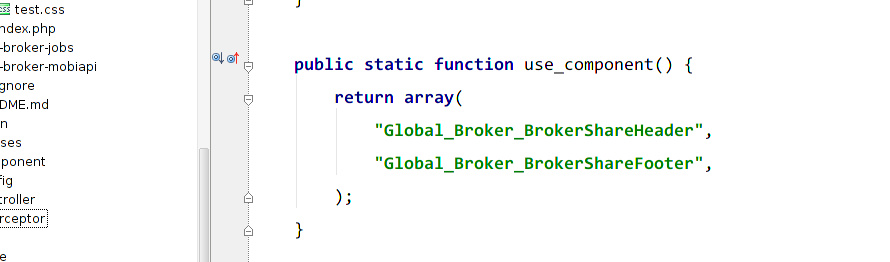 test.css
ndex.php
-broker-jobs
-broker-mobiapi
gnore
DME.md
n
ses
ponent
fig
troller
rceptor
e
}
public static function use_component() {
return array(
"Global_Broker_BrokerShareHeader",
"Global_Broker_BrokerShareFooter",
);
}